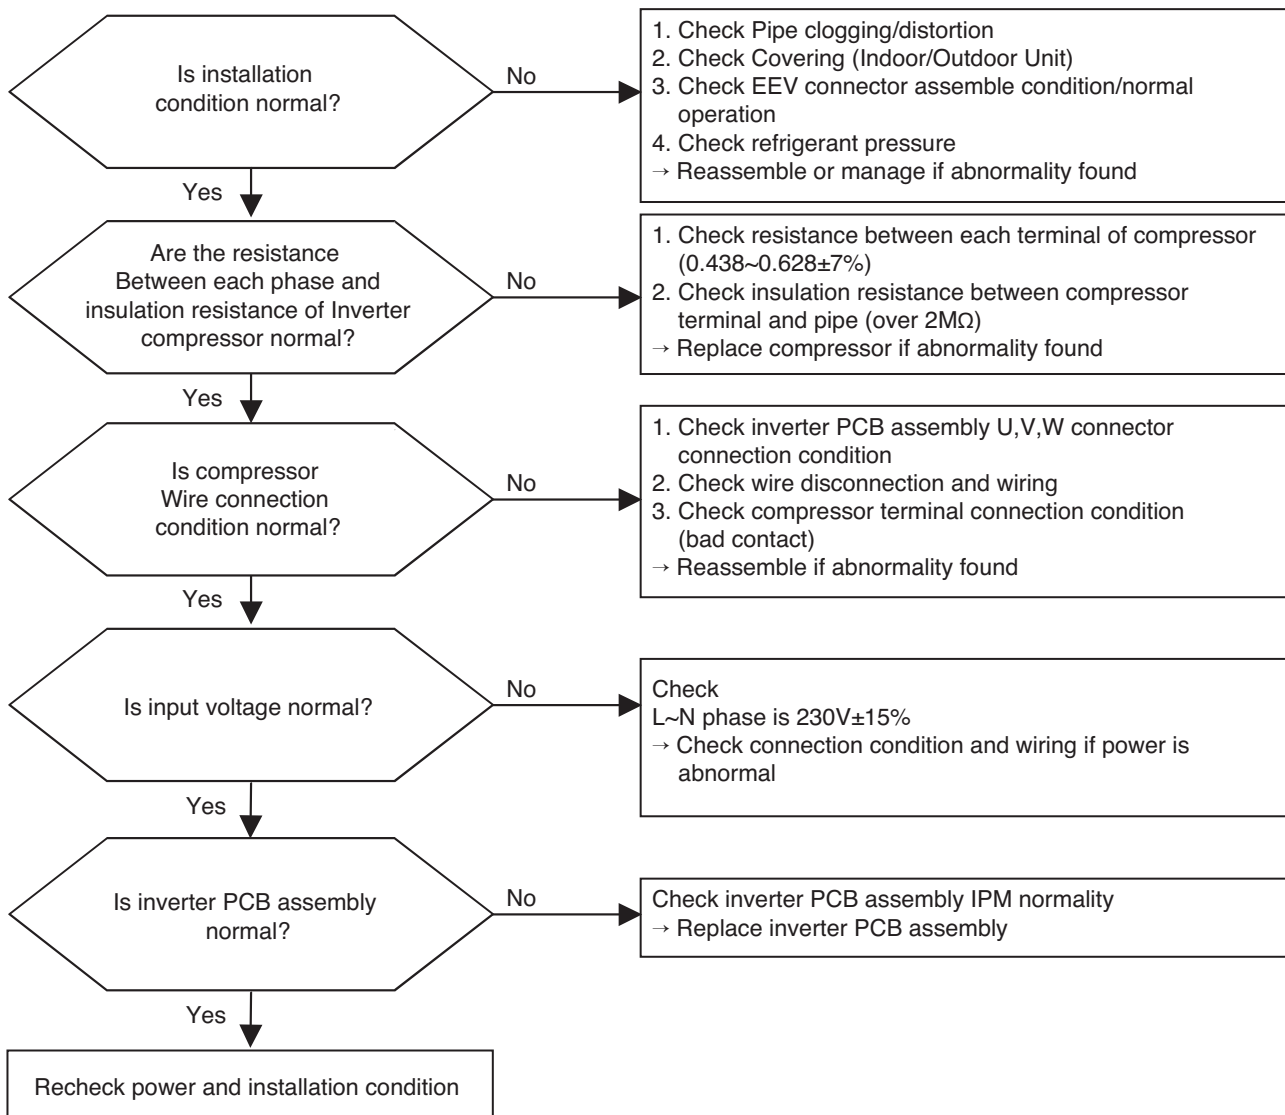 Is installation
condition normal?
No
1. Check Pipe clogging/distortion
2. Check Covering (Indoor/Outdoor Unit)
3. Check EEV connector assemble condition/normal
operation
4. Check refrigerant pressure
→ Reassemble or manage if abnormality found
Yes
Are the resistance
Between each phase and
insulation resistance of Inverter
compressor normal?
No
1. Check resistance between each terminal of compressor
(0.438~0.628±7%)
2. Check insulation resistance between compressor
terminal and pipe (over 2MΩ)
→ Replace compressor if abnormality found
Yes
Is compressor
Wire connection
condition normal?
No
1. Check inverter PCB assembly U,V,W connector
connection condition
2. Check wire disconnection and wiring
3. Check compressor terminal connection condition
(bad contact)
→ Reassemble if abnormality found
Yes
Is input voltage normal?
No
Check
L~N phase is 230V±15%
→ Check connection condition and wiring if power is
abnormal
Yes
Is inverter PCB assembly
normal?
No
Check inverter PCB assembly IPM normality
→ Replace inverter PCB assembly
Yes
Recheck power and installation condition